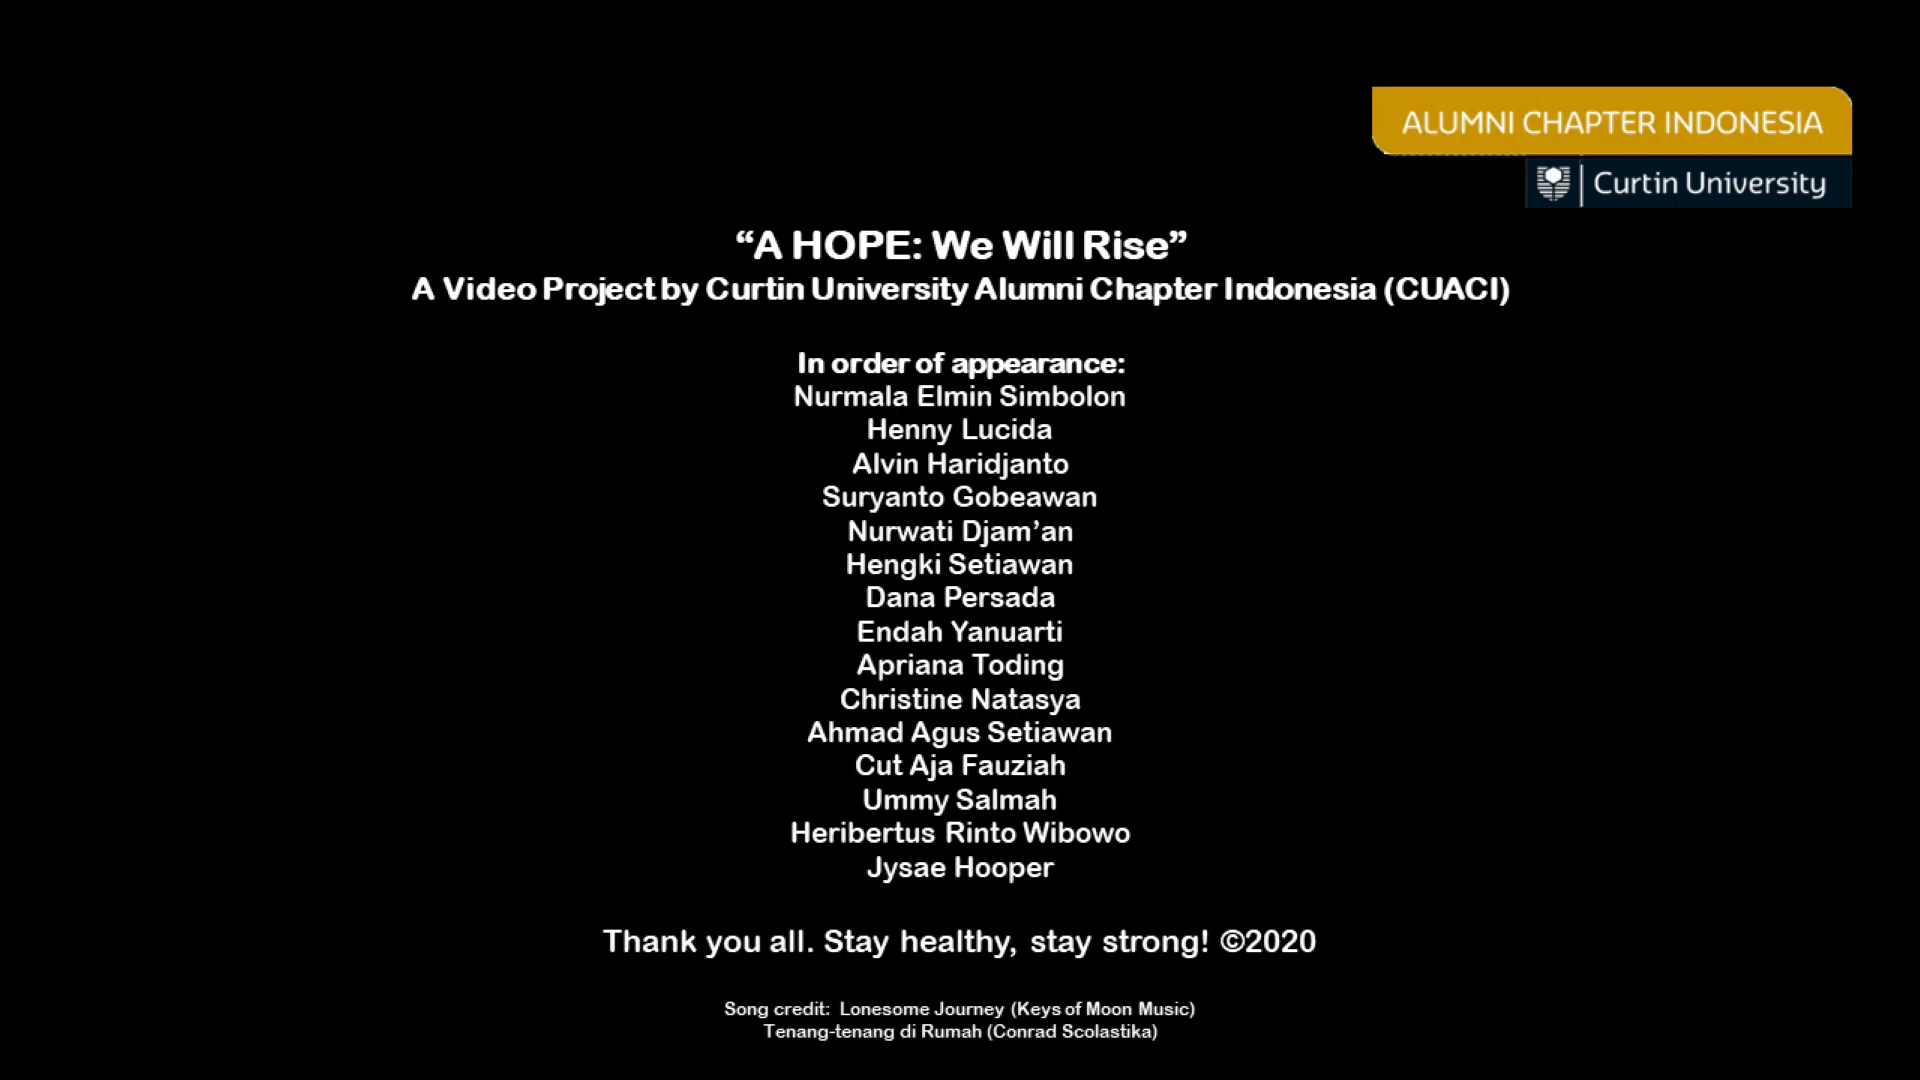 ALUMNI CHAPTER INDONESIA
Curtin University
“A HOPE: We Will Rise”
A Video Project by Curtin University Alumni Chapter Indonesia (CUACI)
In order of appearance:
Nurmala Elmin Simbolon
Henny Lucida
Alvin Haridjanto
Suryanto Gobeawan
Nurwati Djam’an
Hengki Setiawan
Dana Persada
Endah Yanuarti
Apriana Toding
Christine Natasya
Ahmad Agus Setiawan
Cut Aja Fauziah
Ummy Salmah
Heribertus Rinto Wibowo
Jysae Hooper
Thank you all. Stay healthy, stay strong! ©2020
Song credit: Lonesome Journey (Keys of Moon Music)
Tenang-tenang di Rumah (Conrad Scolastika)